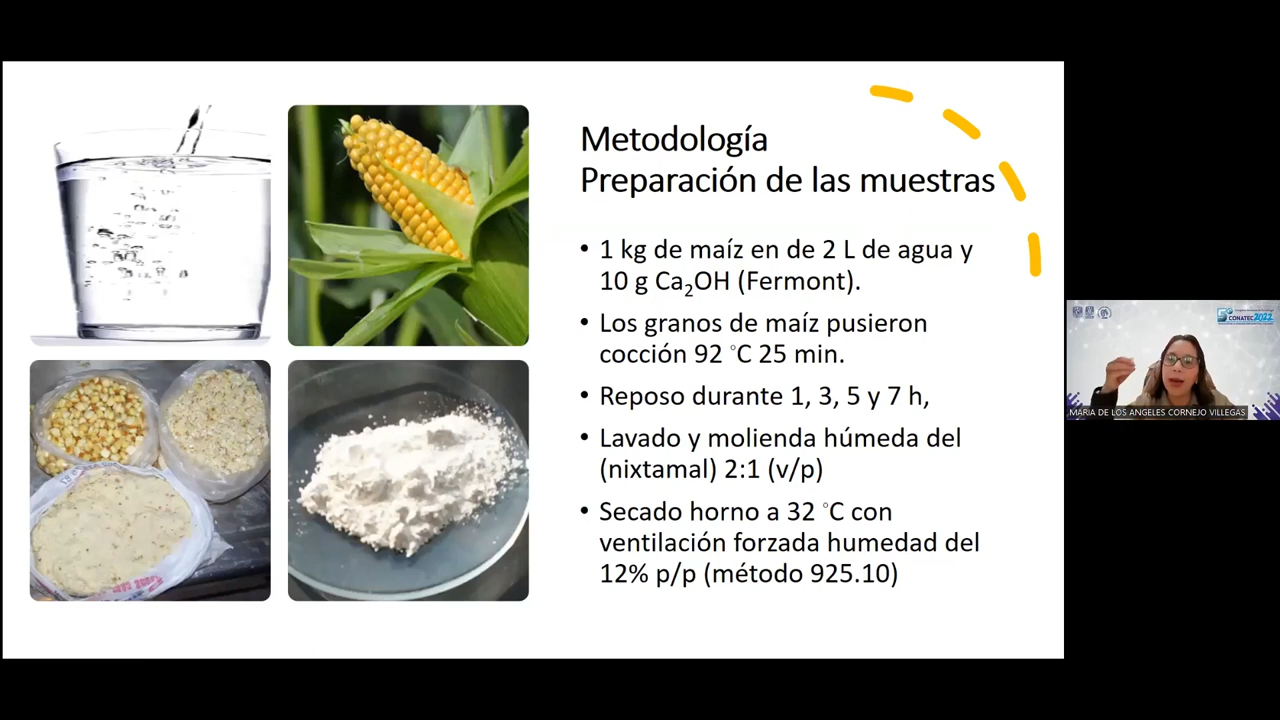 Metodología
Preparación de las muestras
• 1 kg de maíz en de 2 L de agua y
10 g Ca₂OH (Fermont).
• Los granos de maíz pusieron
cocción 92 °C 25 min.
• Reposo durante 1, 3, 5 y 7 h,
• Lavado y molienda húmeda del
(nixtamal) 2:1 (v/p)
• Secado horno a 32 °C con
ventilación forzada humedad del
12% p/p (método 925.10)
CONATEC 2022
MARIA DE LOS ANGELES CORNEJO VILLEGAS